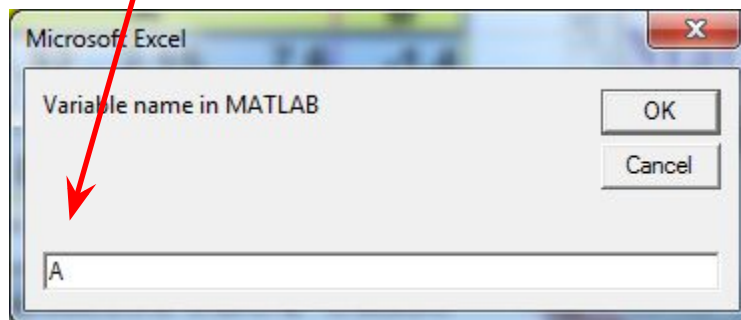 Microsoft Excel
Variable name in MATLAB
OK
Cancel
A